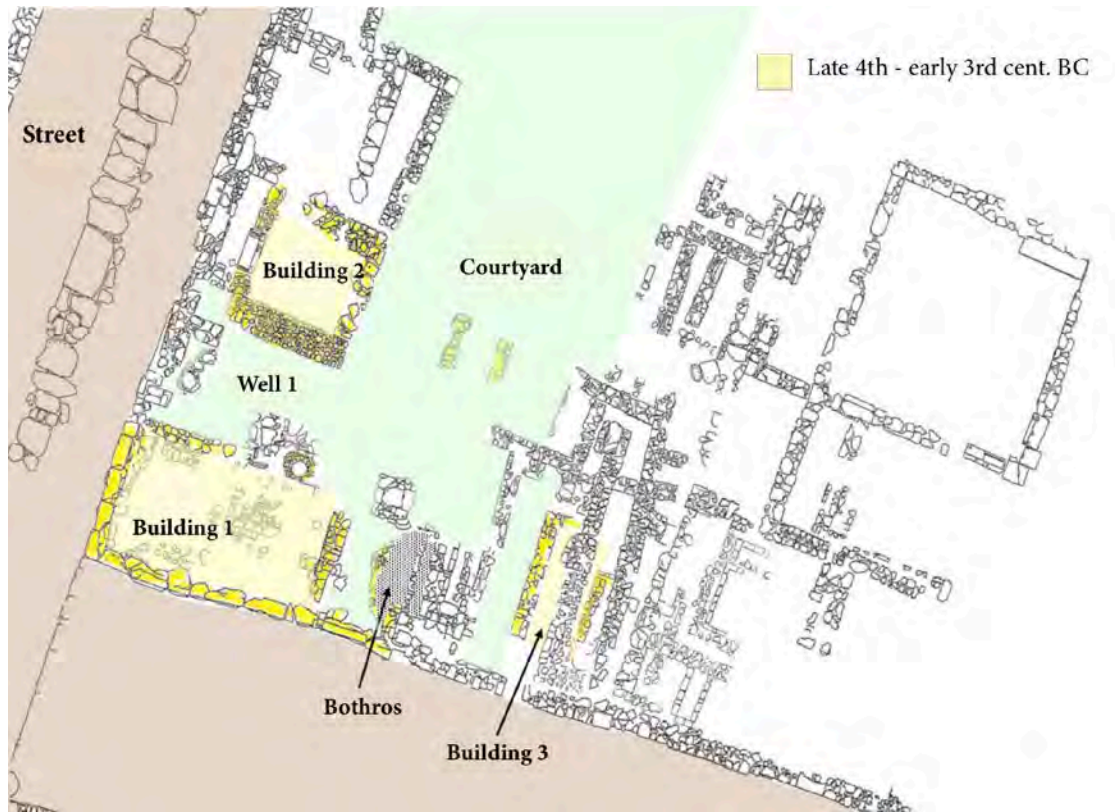 Late 4th - early 3rd cent. BC
Street
Building 2
Courtyard
Well 1
Building 1
Bothros
Building 3